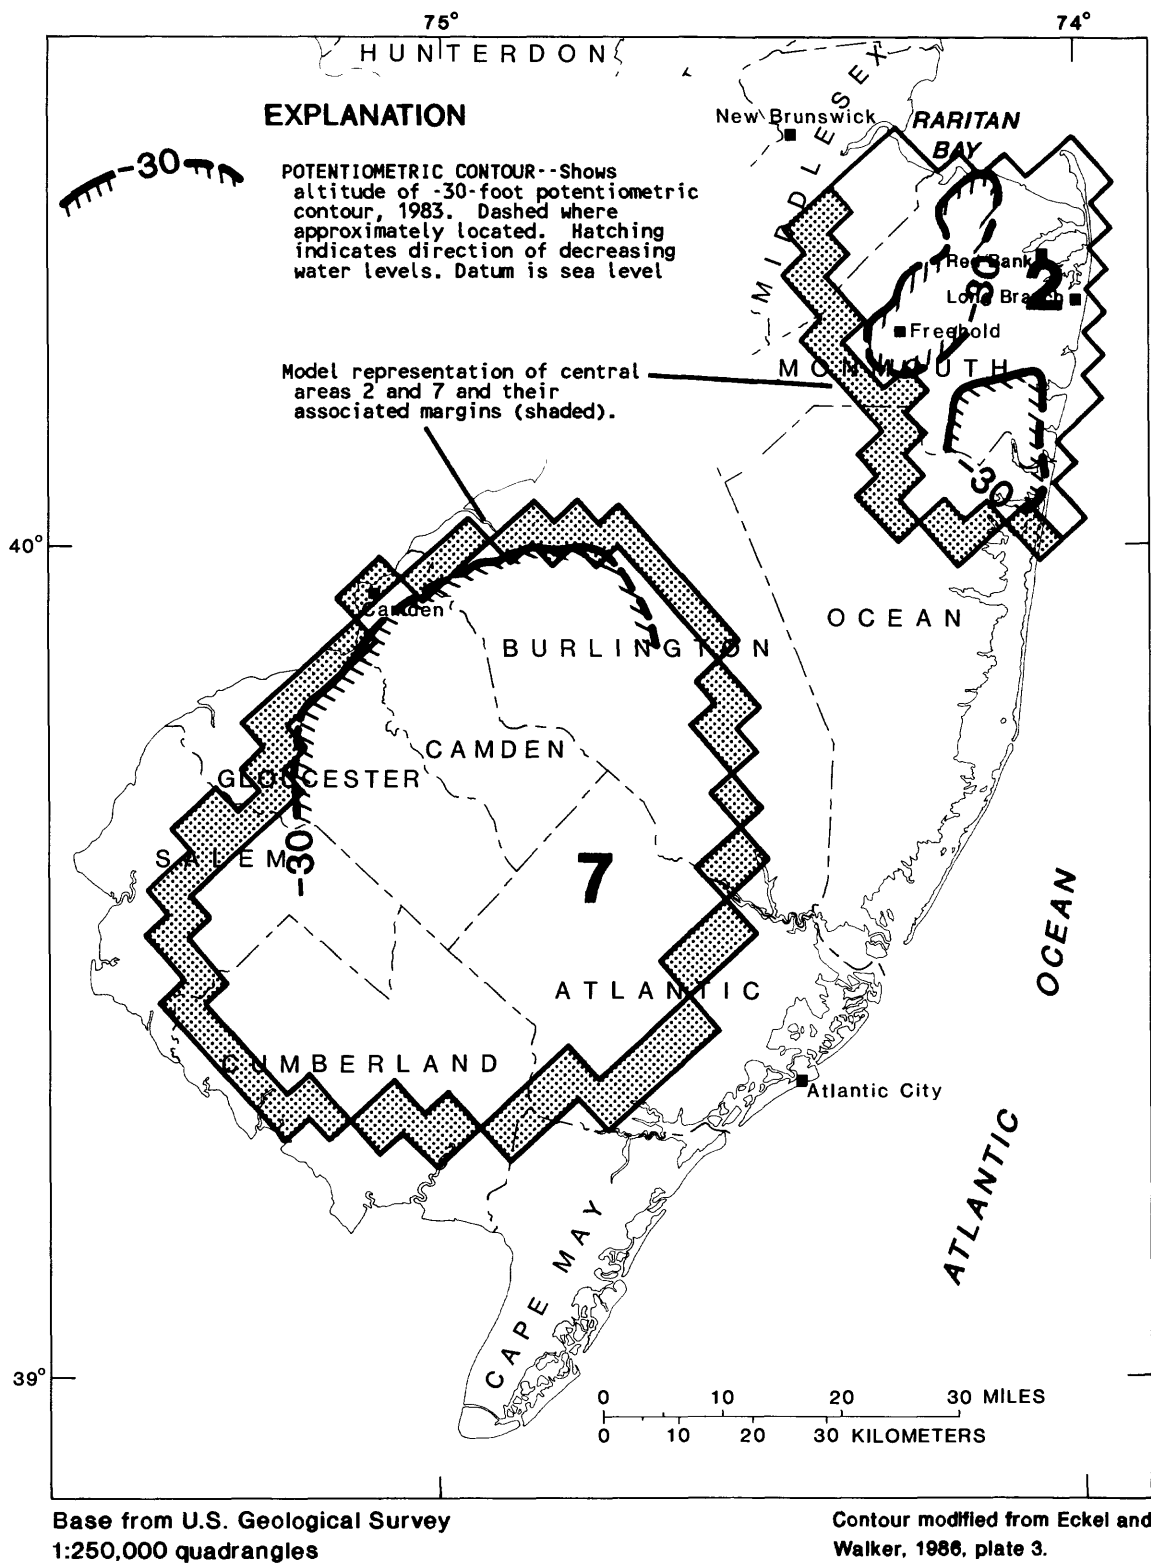 75°
74°
HUNTERDON
EXPLANATION
-30
POTENTIOMETRIC CONTOUR--Shows
altitude of -30-foot potentiometric
contour, 1983. Dashed where
approximately located. Hatching
indicates direction of decreasing
water levels. Datum is sea level
Model representation of central
areas 2 and 7 and their
associated margins (shaded).
MIDDLESEX
New Brunswick
RARITAN
BAY
Red Bank
2
Long Branch
-30
Freehold
MONMOUTH
-30
40°
Camden
OCEAN
BURLINGTON
CAMDEN
GLOUCESTER
SALEM
-30
7
ATLANTIC
OCEAN
CUMBERLAND
Atlantic City
ATLANTIC
CAPE MAY
39°
0 10 20 30 MILES
0 10 20 30 KILOMETERS
Base from U.S. Geological Survey
1:250,000 quadrangles
Contour modified from Eckel and
Walker, 1986, plate 3.